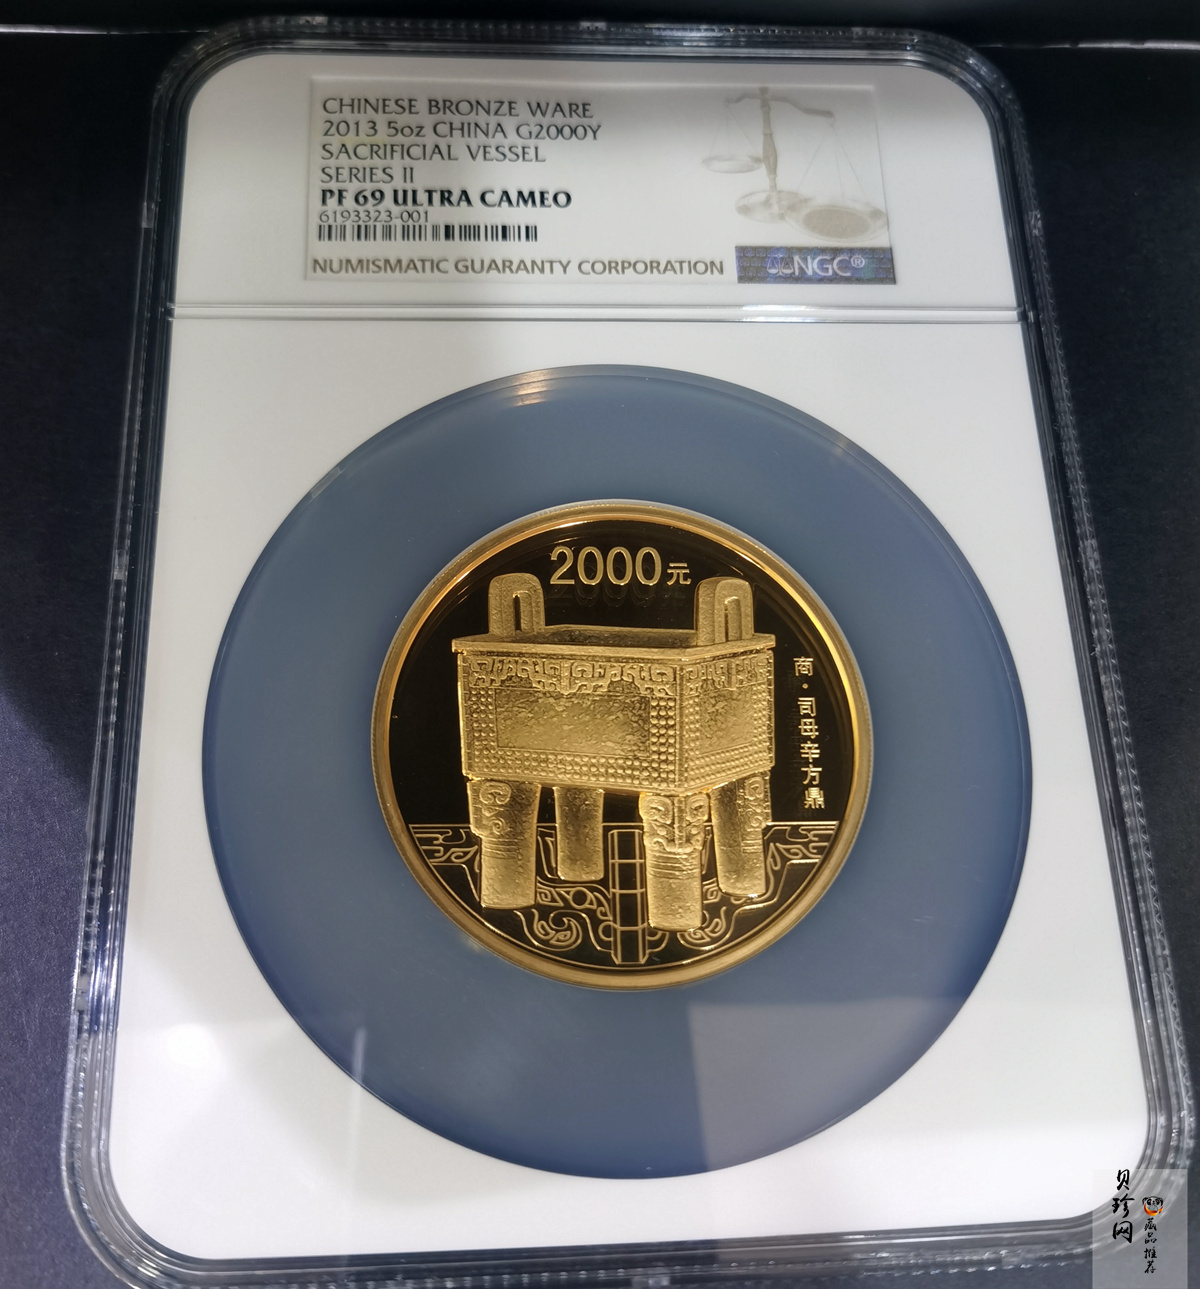 CHINESE BRONZE WARE
2013 5oz CHINA G2000Y
SACRIFICIAL VESSEL
SERIES II
PF 69 ULTRA CAMEO
6193323-001
NUMISMATIC GUARANTY CORPORATION
NGC®
2000元
商·司母辛方鼎
贝珍网
藏品推荐